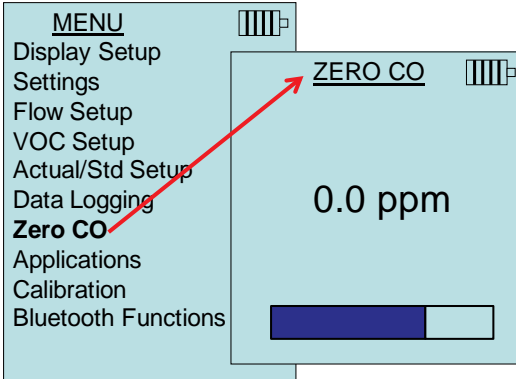 MENU
Display Setup
Settings
Flow Setup
VOC Setup
Actual/Std Setup
Data Logging
Zero CO
Applications
Calibration
Bluetooth Functions
ZERO CO
0.0 ppm